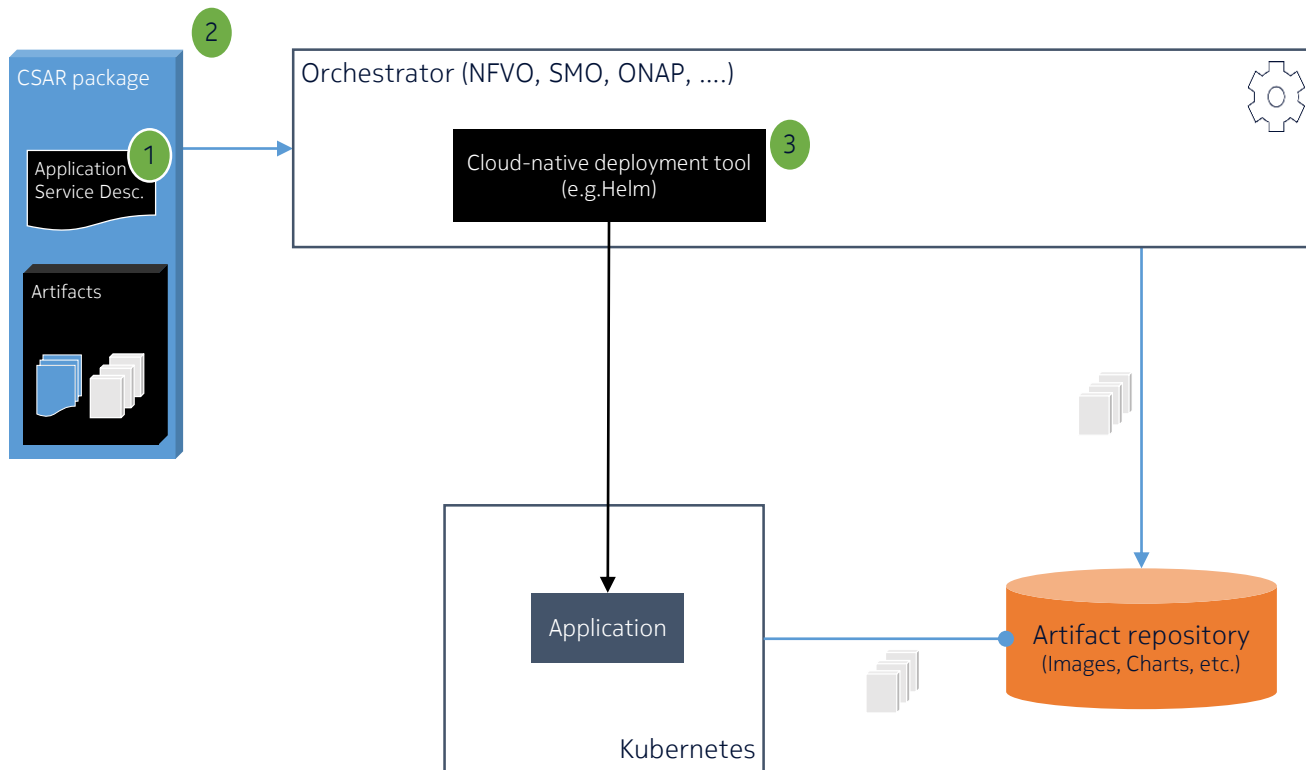 2
CSAR package
1
Application
Service Desc.
Artifacts
Orchestrator (NFVO, SMO, ONAP, ....)
3
Cloud-native deployment tool
(e.g.Helm)
Application
Kubernetes
Artifact repository
(Images, Charts, etc.)